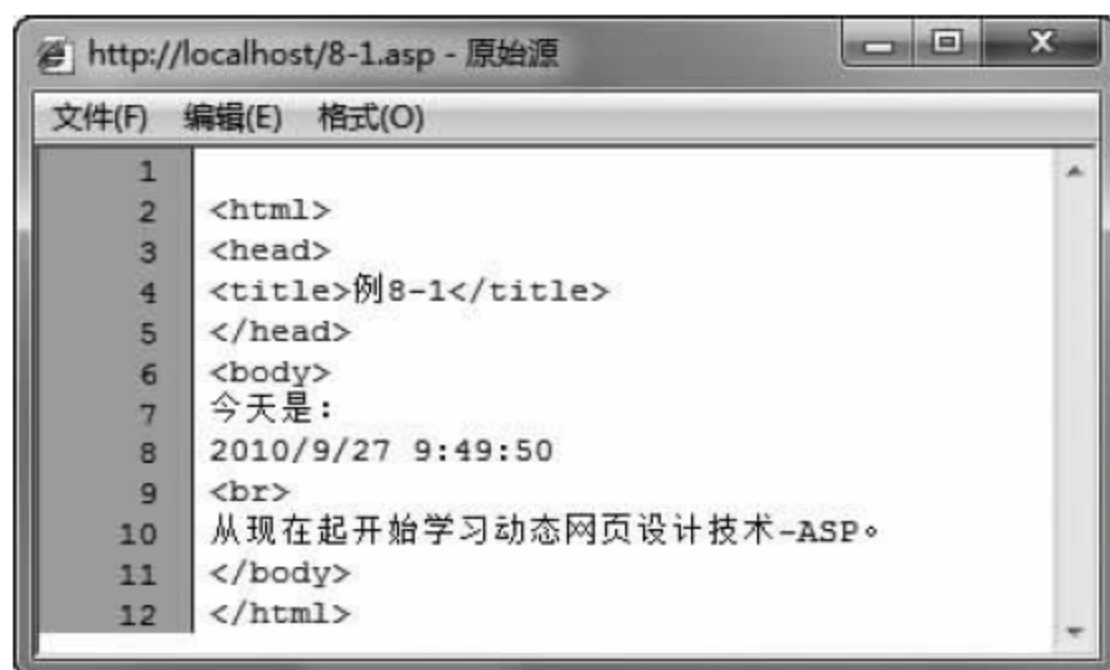 http://localhost/8-1.asp - 原始源
文件(F) 编辑(E) 格式(O)
1
2 <html>
3 <head>
4 <title>例8-1</title>
5 </head>
6 <body>
7 今天是：
8 2010/9/27 9:49:50
9 <br>
10 从现在起开始学习动态网页设计技术-ASP。
11 </body>
12 </html>